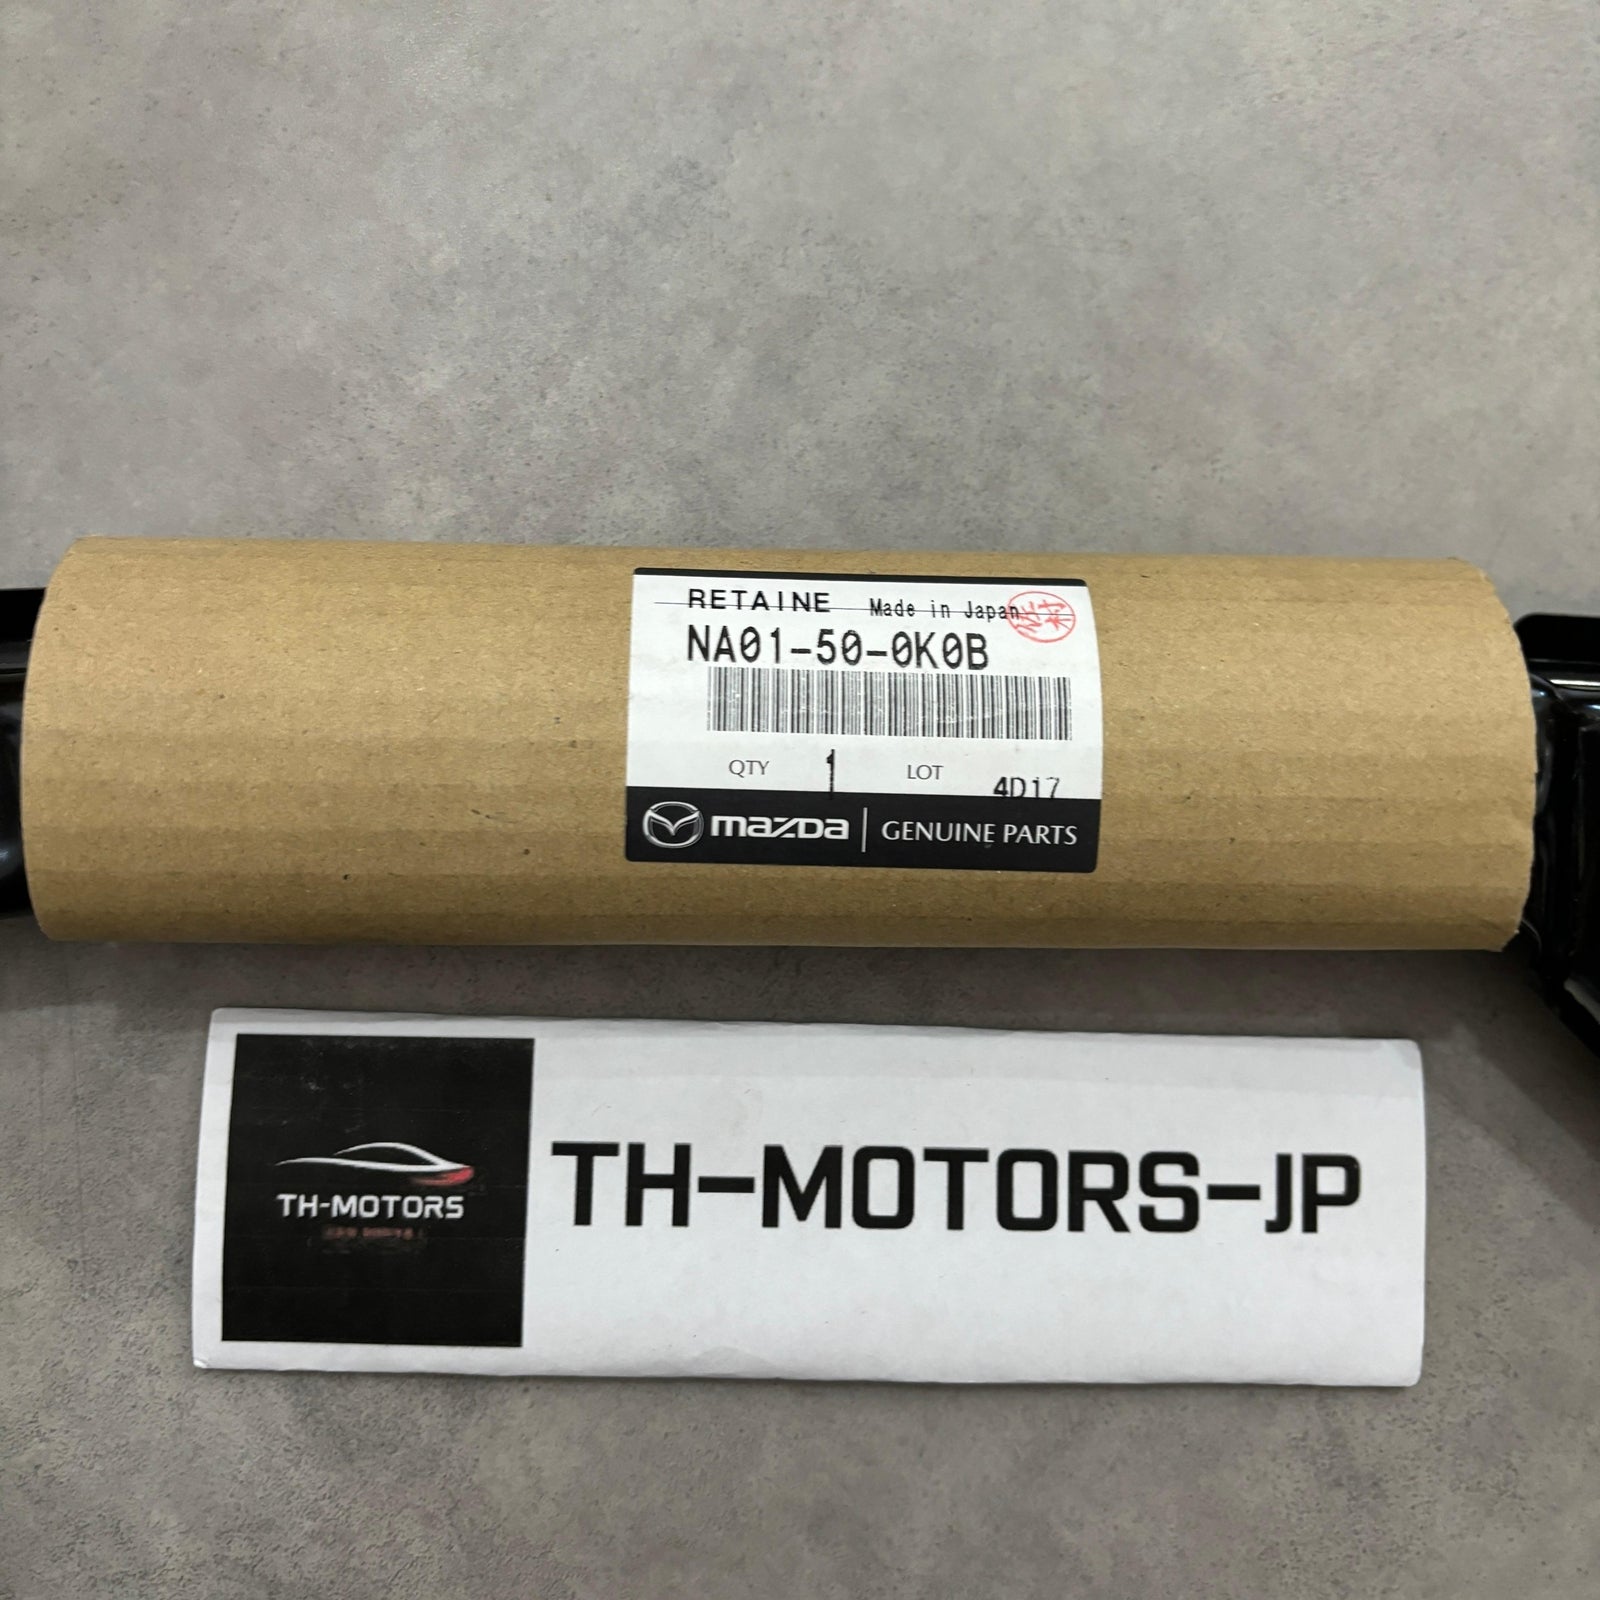 RETAINE Made in Japan
NA01-50-0K0B
QTY 1 LOT 4D17
mazda GENUINE PARTS
TH-MOTORS
TH-MOTORS-JP